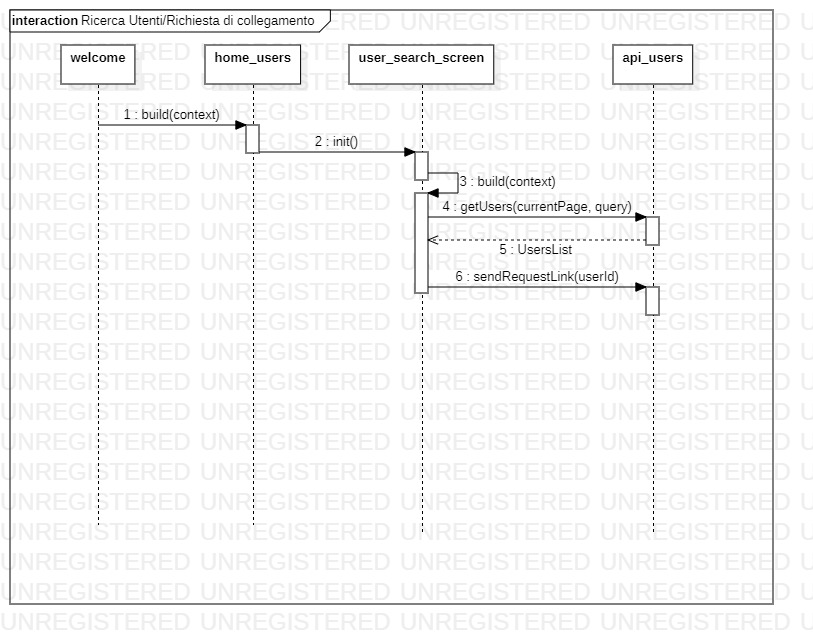 interaction Ricerca Utenti/Richiesta di collegamento
welcome
home_users
user_search_screen
api_users
1 : build(context)
2 : init()
3 : build(context)
4 : getUsers(currentPage, query)
5 : UsersList
6 : sendRequestLink(userId)
UNREGISTERED